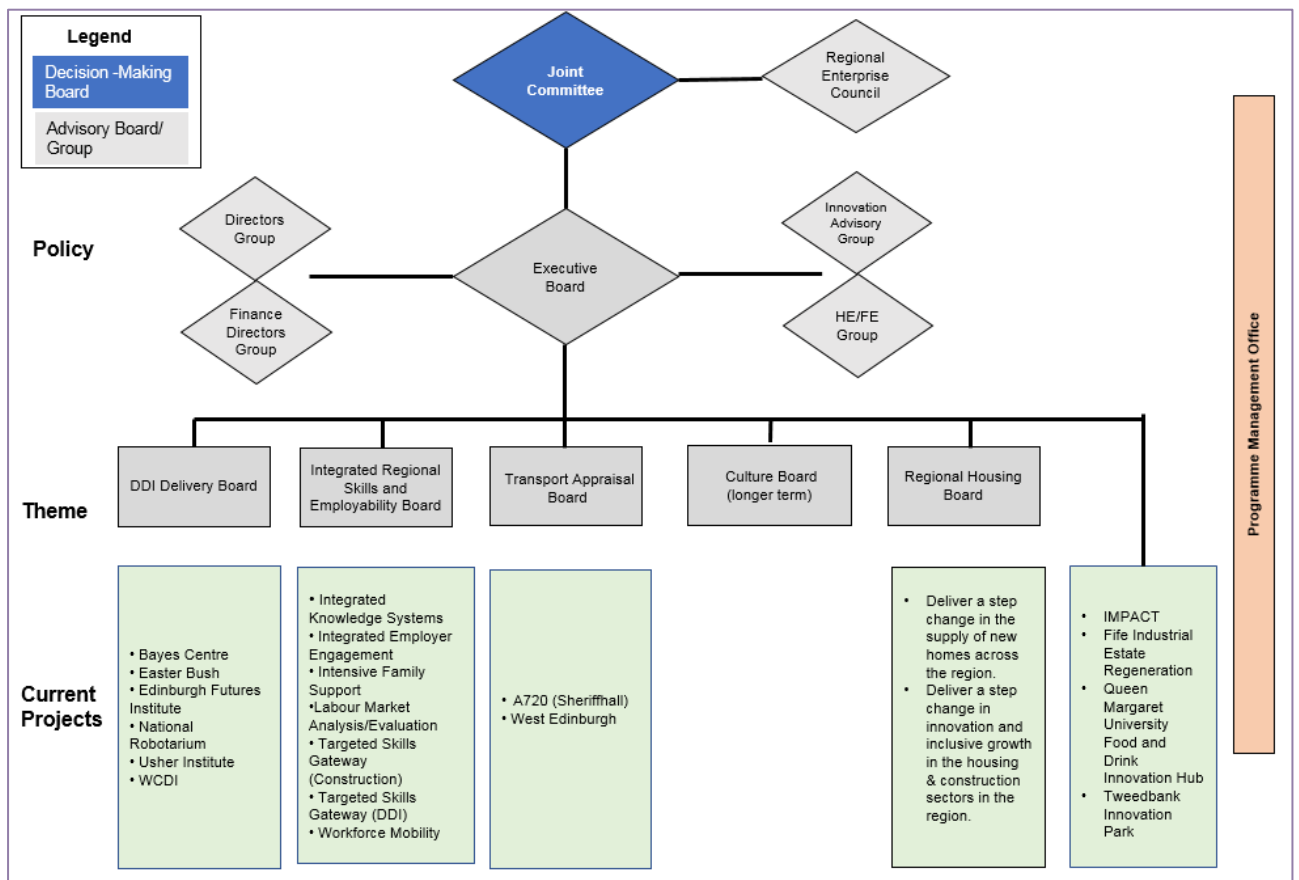 Legend
Decision -Making
Board
Advisory Board/
Group
Joint
Committee
Regional
Enterprise
Council
Policy
Directors
Group
Finance
Directors
Group
Executive
Board
Innovation
Advisory
Group
HE/FE
Group
Programme Management Office
Theme
DDI Delivery Board
Integrated Regional
Skills and
Employability Board
Transport Appraisal
Board
Culture Board
(longer term)
Regional Housing
Board
Current
Projects
• Bayes Centre
• Easter Bush
• Edinburgh Futures
Institute
• National
Robotarium
• Usher Institute
• WCDI
• Integrated
Knowledge Systems
• Integrated Employer
Engagement
• Intensive Family
Support
•Labour Market
Analysis/Evaluation
• Targeted Skills
Gateway
(Construction)
• Targeted Skills
Gateway (DDI)
• Workforce Mobility
• A720 (Sheriffhall)
• West Edinburgh
• Deliver a step
change in the
supply of new
homes across
the region.
• Deliver a step
change in
innovation and
inclusive growth
in the housing
& construction
sectors in the
region.
• IMPACT
• Fife Industrial
Estate
Regeneration
• Queen
Margaret
University
Food and
Drink
Innovation Hub
• Tweedbank
Innovation
Park